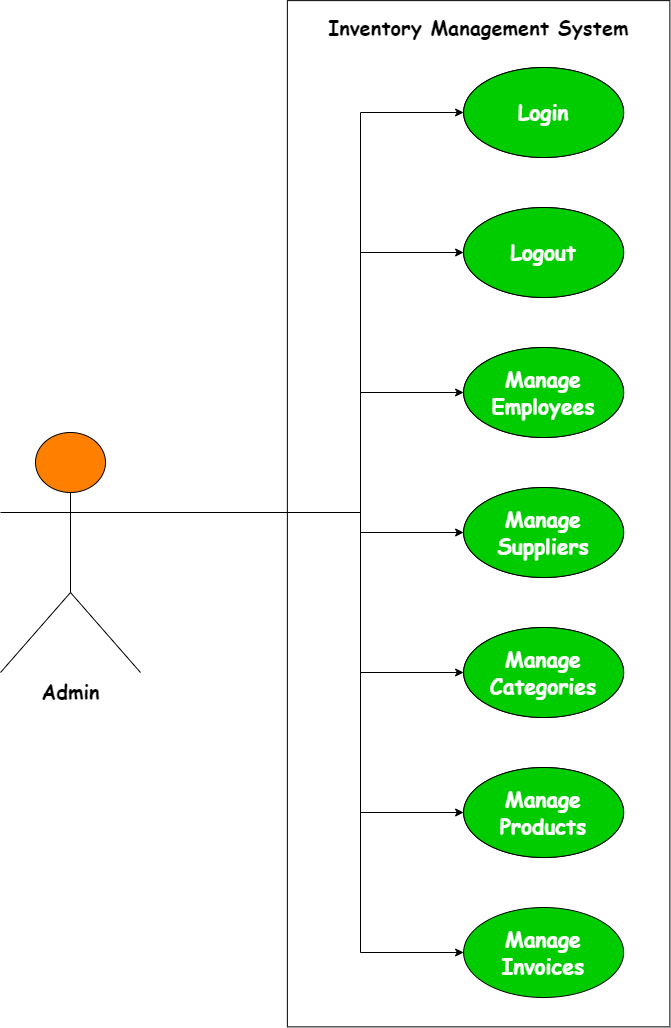 Inventory Management System
Login
Logout
Manage
Employees
Manage
Suppliers
Manage
Categories
Manage
Products
Manage
Invoices
Admin